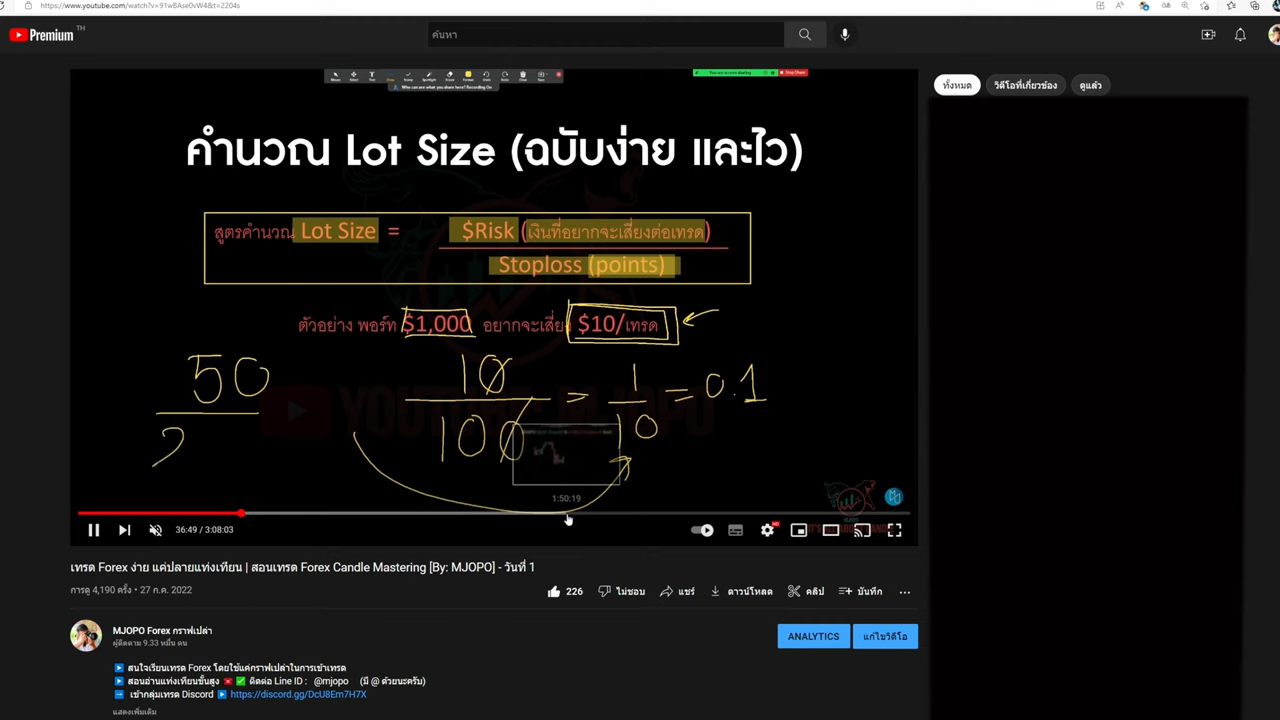 https://www.youtube.com/watch?v=91wBAse0vW4&t=2204s
Premium TH
ค้นหา
ทั้งหมด
วิดีโอที่เกี่ยวข้อง
ดูแล้ว
Who can see what you share here? Recording On
คำนวณ Lot Size (ฉบับง่าย และไว)
สูตรคำนวณ Lot Size = $Risk (เงินที่อยากจะเสี่ยงต่อเทรด)
Stoploss (points)
ตัวอย่าง พอร์ท $1,000 อยากจะเสี่ยง $10/เทรด
50
10
100
=
1
10
= 0.1
YOUTUBE: MJOPO
1:50:19
36:49 / 3:08:03
HD
เทรด Forex ง่าย แค่ปลายแท่งเทียน | สอนเทรด Forex Candle Mastering [By: MJOPO] - วันที่ 1
การดู 4,190 ครั้ง • 27 ก.ค. 2022
226
ไม่ชอบ
แชร์
ดาวน์โหลด
คลิป
บันทึก
MJOPO Forex กราฟเปล่า
ผู้ติดตาม 9.33 หมื่น คน
ANALYTICS
แก้ไขวิดีโอ
สนใจเรียนเทรด Forex โดยใช้แค่กราฟเปล่าในการเข้าเทรด
สอนอ่านแท่งเทียนขั้นสูง ติดต่อ Line ID : @mjopo (มี @ ด้วยนะครับ)
เข้ากลุ่มเทรด Discord https://discord.gg/DcU8Em7H7X
แสดงเพิ่มเติม